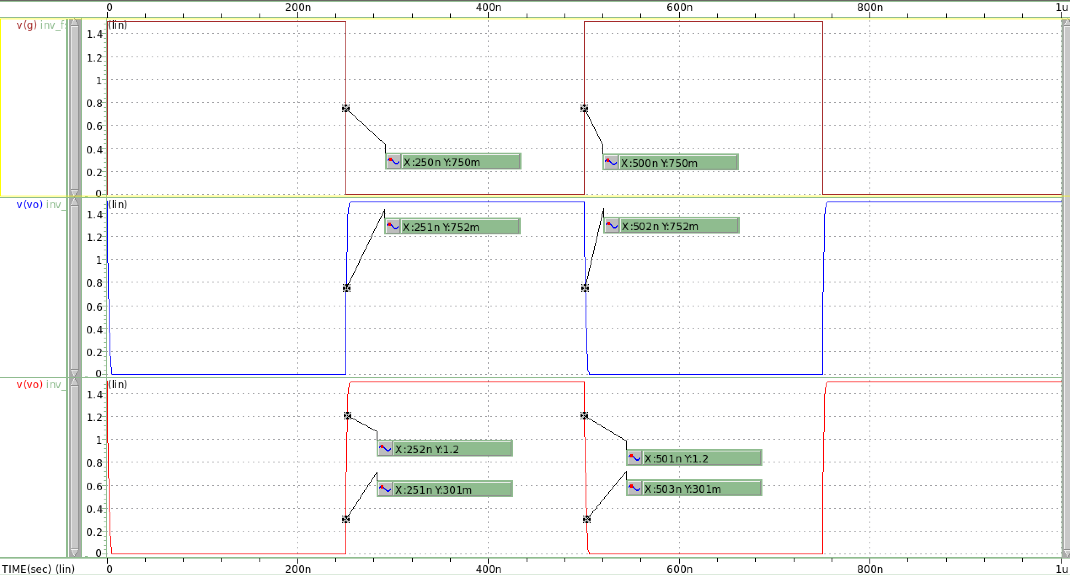 0 200n 400n 600n 800n 1u
v(g) inv_f (lin)
1.4
1.2
1
0.8
0.6
0.4
0.2
0
X:250n Y:750m
X:500n Y:750m
v(vo) inv_ (lin)
1.4
1.2
1
0.8
0.6
0.4
0.2
0
X:251n Y:752m
X:502n Y:752m
v(vo) inv_ (lin)
1.4
1.2
1
0.8
0.6
0.4
0.2
0
X:252n Y:1.2
X:501n Y:1.2
X:251n Y:301m
X:503n Y:301m
TIME(sec) (lin) 0 200n 400n 600n 800n 1u